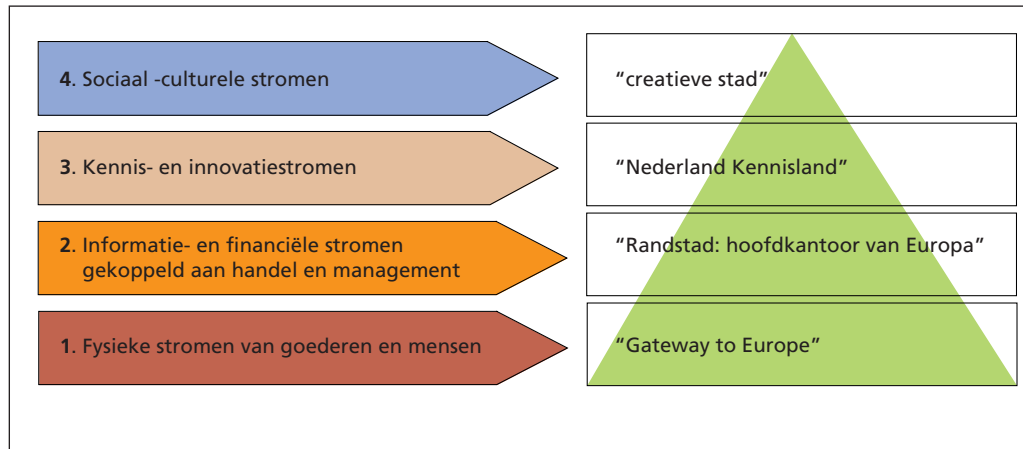 4. Sociaal -culturele stromen
"creatieve stad"
3. Kennis- en innovatiestromen
"Nederland Kennisland"
2. Informatie- en financiële stromen
gekoppeld aan handel en management
"Randstad: hoofdkantoor van Europa"
1. Fysieke stromen van goederen en mensen
"Gateway to Europe"